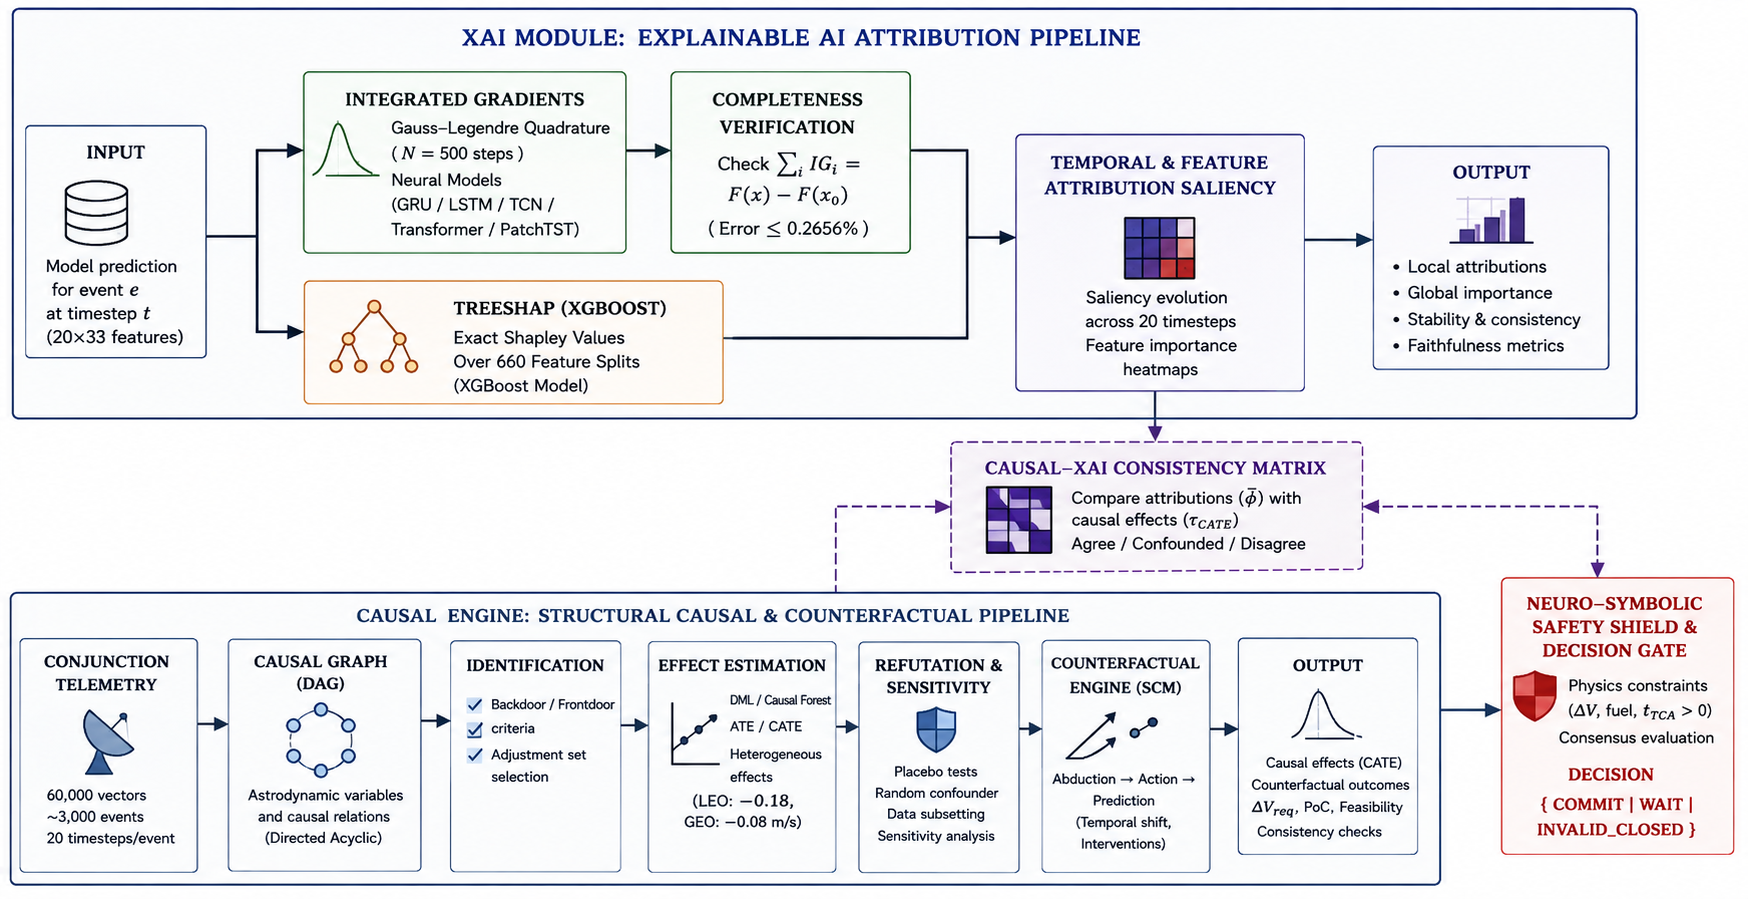 XAI MODULE: EXPLAINABLE AI ATTRIBUTION PIPELINE
INPUT
Model prediction
for event e
at timestep t
(20×33 features)
INTEGRATED GRADIENTS
Gauss–Legendre Quadrature
( N = 500 steps )
Neural Models
(GRU / LSTM / TCN /
Transformer / PatchTST)
COMPLETENESS
VERIFICATION
Check ∑ᵢ IGᵢ =
F(x) − F(x₀)
( Error ≤ 0.2656% )
TREESHAP (XGBOOST)
Exact Shapley Values
Over 660 Feature Splits
(XGBoost Model)
TEMPORAL & FEATURE
ATTRIBUTION SALIENCY
Saliency evolution
across 20 timesteps
Feature importance
heatmaps
OUTPUT
• Local attributions
• Global importance
• Stability & consistency
• Faithfulness metrics
CAUSAL–XAI CONSISTENCY MATRIX
Compare attributions (ϕ̄) with
causal effects (τ_CATE)
Agree / Confounded / Disagree
CAUSAL ENGINE: STRUCTURAL CAUSAL & COUNTERFACTUAL PIPELINE
CONJUNCTION
TELEMETRY
60,000 vectors
~3,000 events
20 timesteps/event
CAUSAL GRAPH
(DAG)
Astrodynamic variables
and causal relations
(Directed Acyclic)
IDENTIFICATION
Backdoor / Frontdoor
criteria
Adjustment set
selection
EFFECT ESTIMATION
DML / Causal Forest
ATE / CATE
Heterogeneous
effects
(LEO: −0.18,
GEO: −0.08 m/s)
REFUTATION &
SENSITIVITY
Placebo tests
Random confounder
Data subsetting
Sensitivity analysis
COUNTERFACTUAL
ENGINE (SCM)
Abduction → Action →
Prediction
(Temporal shift,
Interventions)
OUTPUT
Causal effects (CATE)
Counterfactual outcomes
ΔV_req, PoC, Feasibility
Consistency checks
NEURO–SYMBOLIC
SAFETY SHIELD &
DECISION GATE
Physics constraints
(ΔV, fuel, t_TCA > 0)
Consensus evaluation
DECISION
{ COMMIT | WAIT |
INVALID_CLOSED }